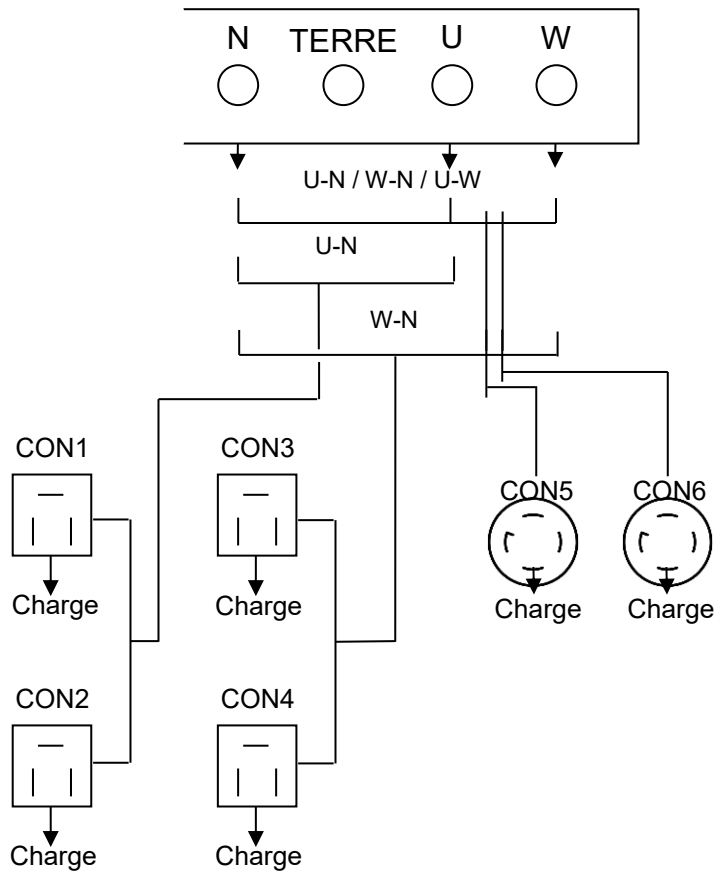 N TERRE U W
U-N / W-N / U-W
U-N
W-N
CON1 CON3
CON5 CON6
Charge Charge Charge Charge
CON2 CON4
Charge Charge